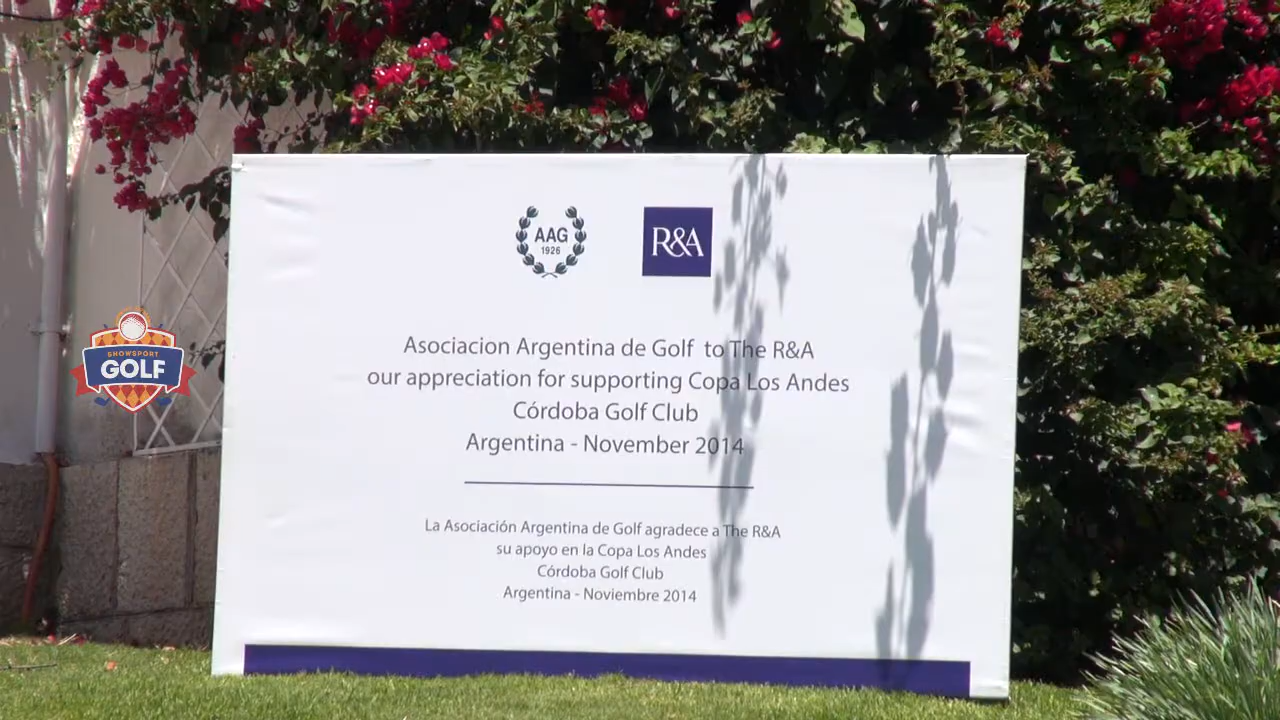 AAG
1926
R&A
SHOWSPORT
GOLF
Asociacion Argentina de Golf to The R&A
our appreciation for supporting Copa Los Andes
Córdoba Golf Club
Argentina - November 2014
La Asociación Argentina de Golf agradece a The R&A
su apoyo en la Copa Los Andes
Córdoba Golf Club
Argentina - Noviembre 2014